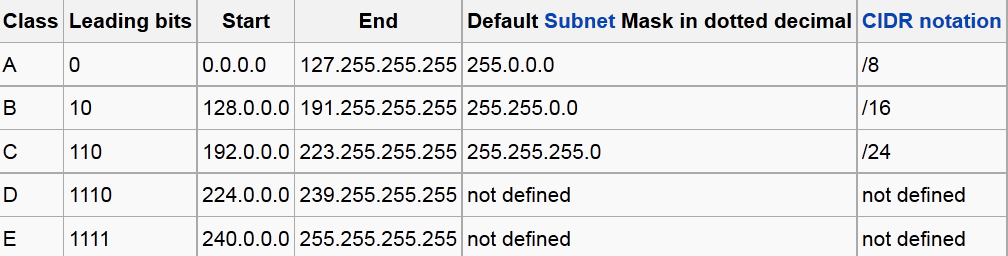 Class Leading bits Start End Default Subnet Mask in dotted decimal CIDR notation
A 0 0.0.0.0 127.255.255.255 255.0.0.0 /8
B 10 128.0.0.0 191.255.255.255 255.255.0.0 /16
C 110 192.0.0.0 223.255.255.255 255.255.255.0 /24
D 1110 224.0.0.0 239.255.255.255 not defined not defined
E 1111 240.0.0.0 255.255.255.255 not defined not defined